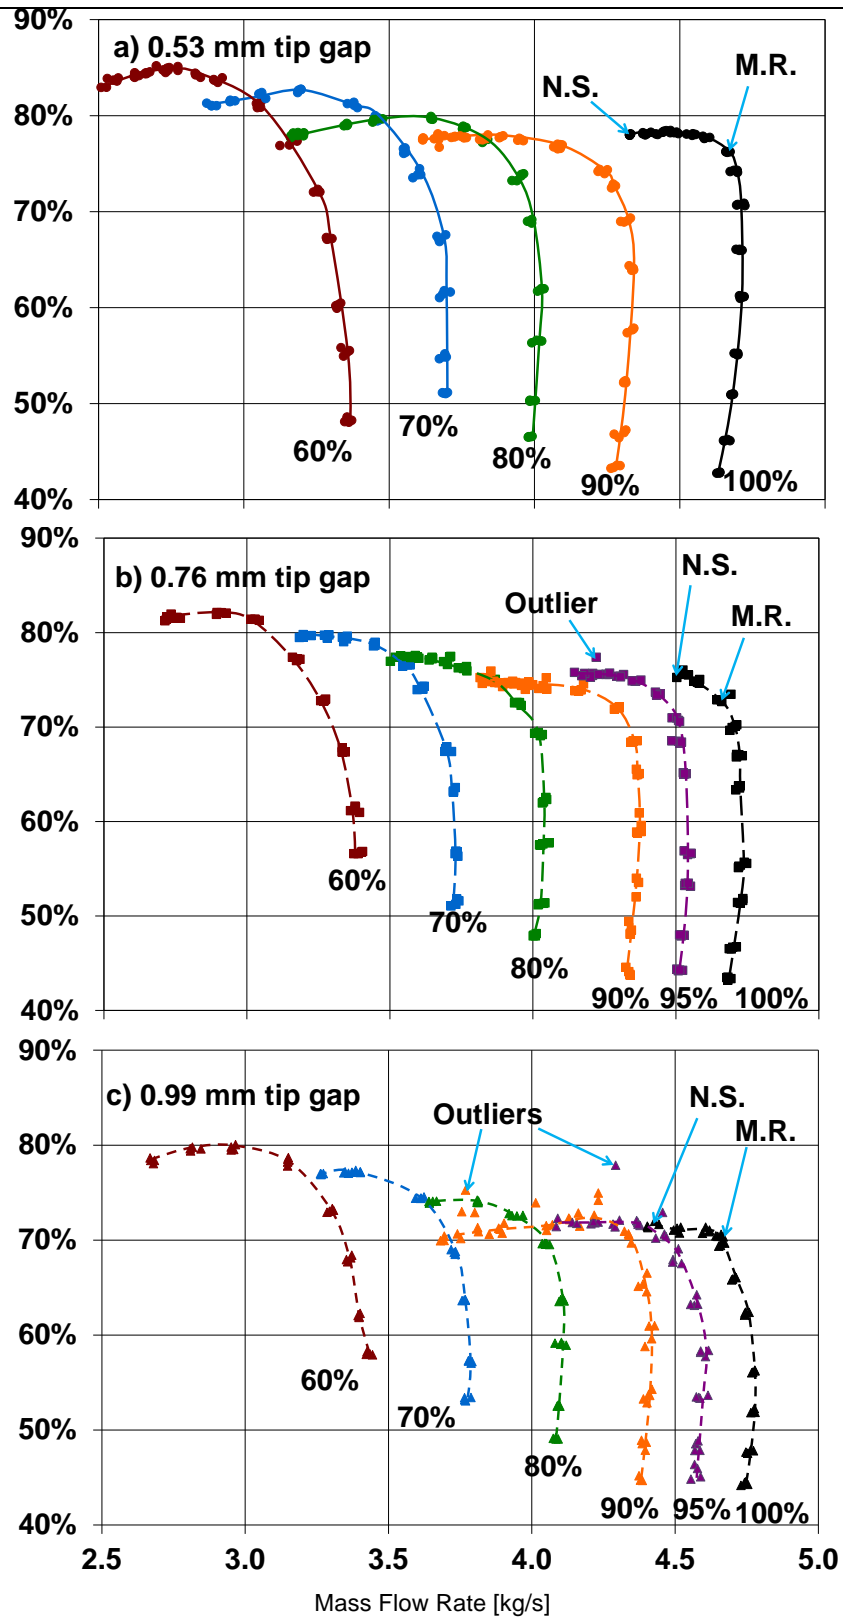 90%
a) 0.53 mm tip gap
M.R.
N.S.
80%
70%
60%
50%
60%
70%
80%
90%
100%
40%
90%
b) 0.76 mm tip gap
N.S.
Outlier
M.R.
80%
70%
60%
60%
50%
70%
80%
90%
95%
100%
40%
90%
c) 0.99 mm tip gap
N.S.
Outliers
M.R.
80%
70%
60%
60%
70%
50%
80%
90%
95%
100%
40%
2.5 3.0 3.5 4.0 4.5 5.0
Mass Flow Rate [kg/s]